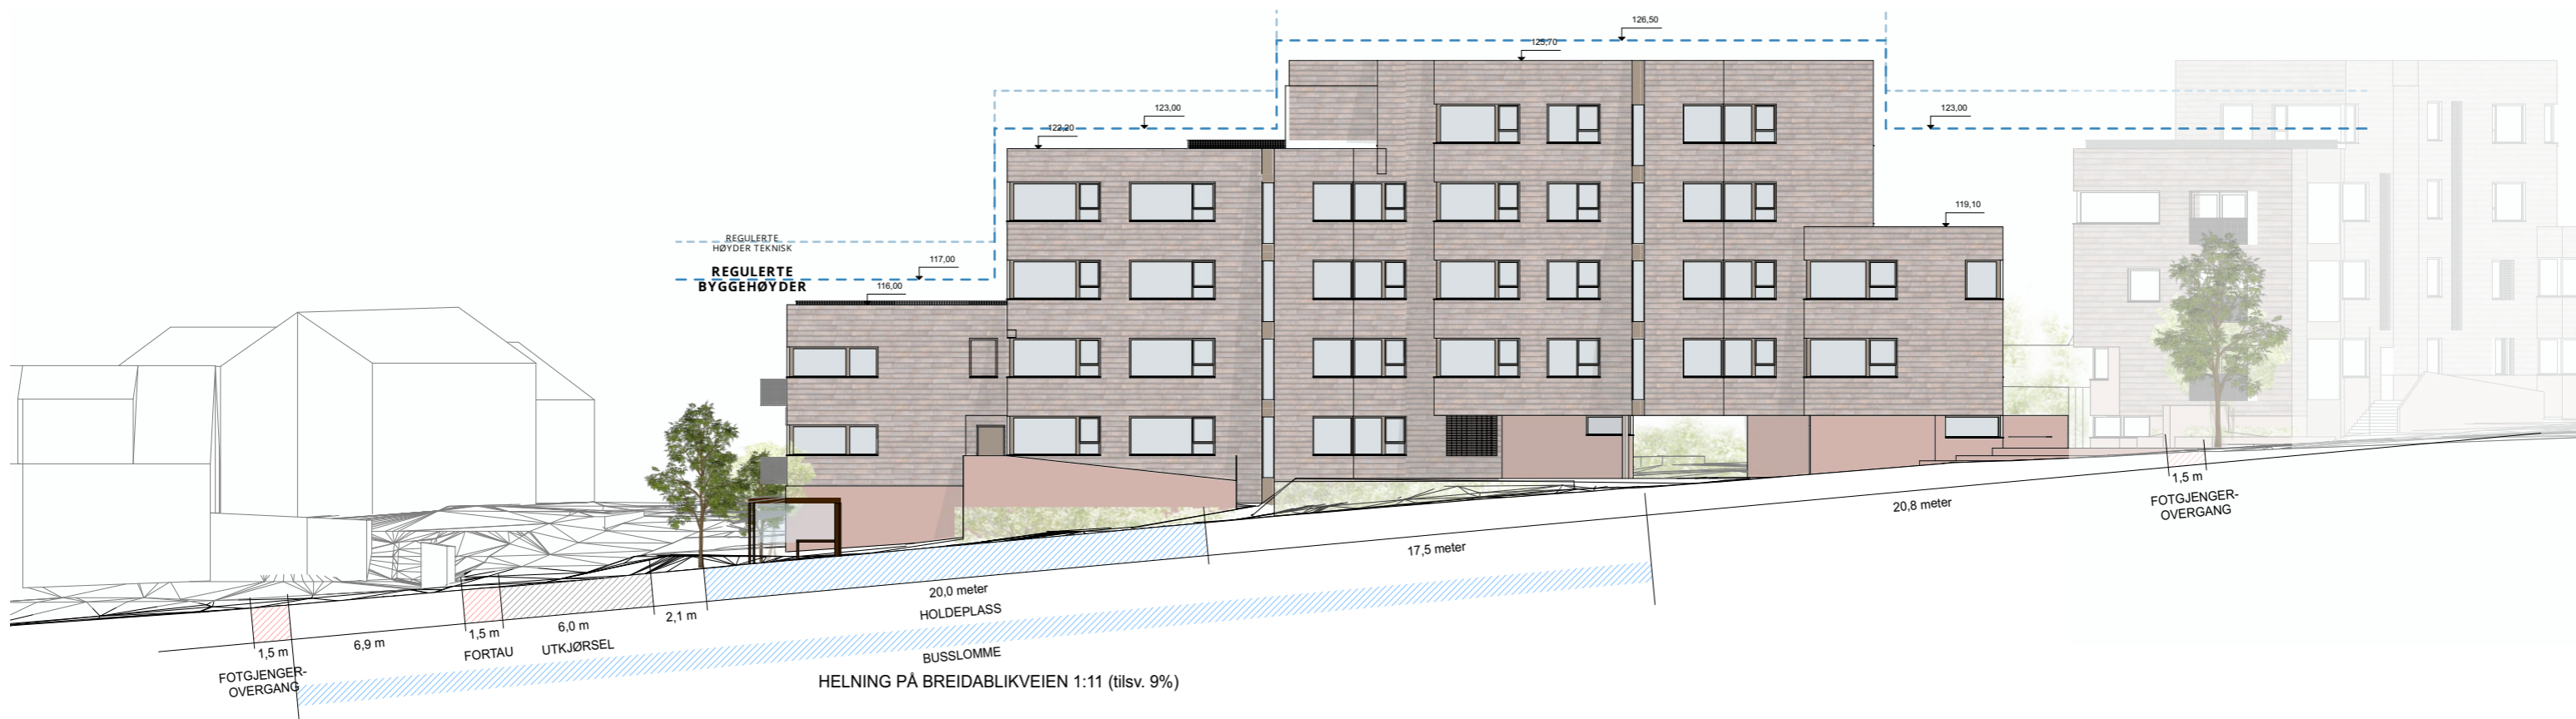 126,50
125,70
123,00
122,20
123,00
119,10
REGULERTE
HØYDER TEKNISK
REGULERTE
BYGGEHØYDER
117,00
116,00
1,5 m
FOTGJENGER-
OVERGANG
20,8 meter
17,5 meter
20,0 meter
HOLDEPLASS
BUSSLOMME
2,1 m
6,0 m
UTKJØRSEL
1,5 m
FORTAU
6,9 m
1,5 m
FOTGJENGER-
OVERGANG
HELNING PÅ BREIDABLIKVEIEN 1:11 (tilsv. 9%)